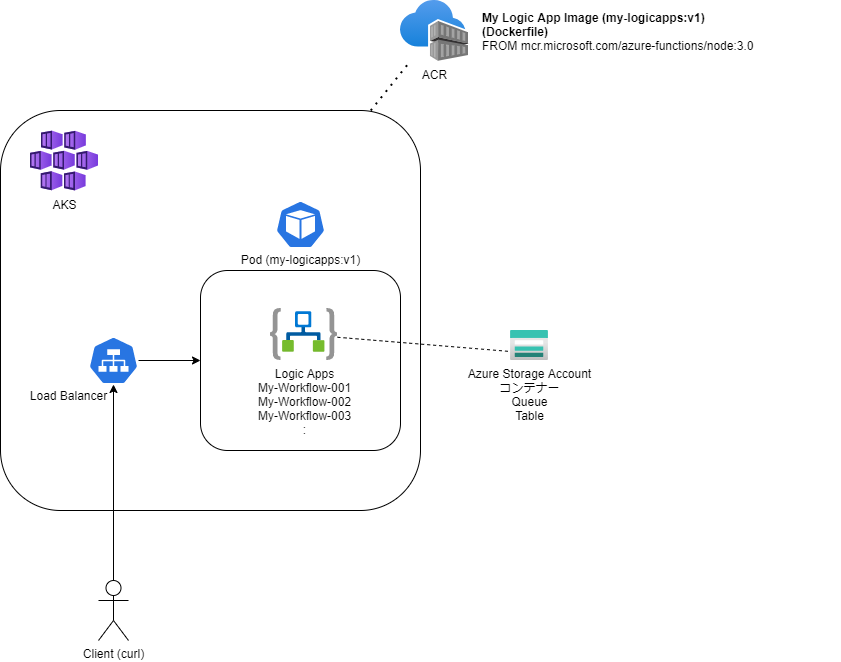 My Logic App Image (my-logicapps:v1)
(Dockerfile)
FROM mcr.microsoft.com/azure-functions/node:3.0
ACR
AKS
Pod (my-logicapps:v1)
Logic Apps
My-Workflow-001
My-Workflow-002
My-Workflow-003
:
Azure Storage Account
コンテナー
Queue
Table
Load Balancer
Client (curl)